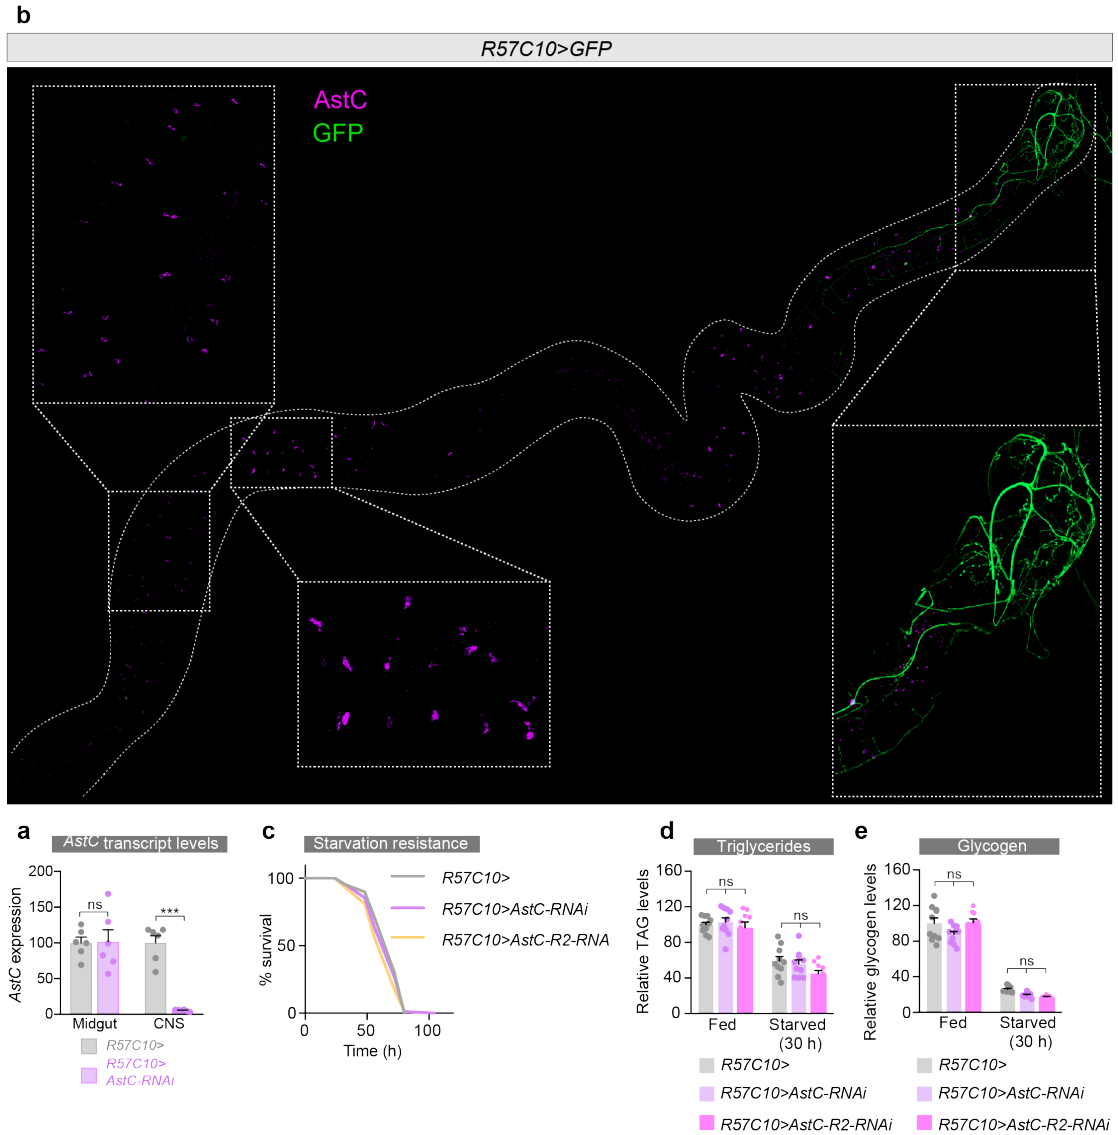 b
R57C10>GFP
AstC
GFP
a
AstC transcript levels
200
150
100
50
0
AstC expression
ns
***
Midgut
CNS
R57C10>
R57C10>
AstC-RNAi
c
Starvation resistance
100
50
0
% survival
0
50
100
Time (h)
R57C10>
R57C10>AstC-RNAi
R57C10>AstC-R2-RNA
d
Triglycerides
160
120
80
40
0
Relative TAG levels
ns
ns
Fed
Starved
(30 h)
R57C10>
R57C10>AstC-RNAi
R57C10>AstC-R2-RNAi
e
Glycogen
160
120
80
40
0
Relative glycogen levels
ns
ns
Fed
Starved
(30 h)
R57C10>
R57C10>AstC-RNAi
R57C10>AstC-R2-RNAi